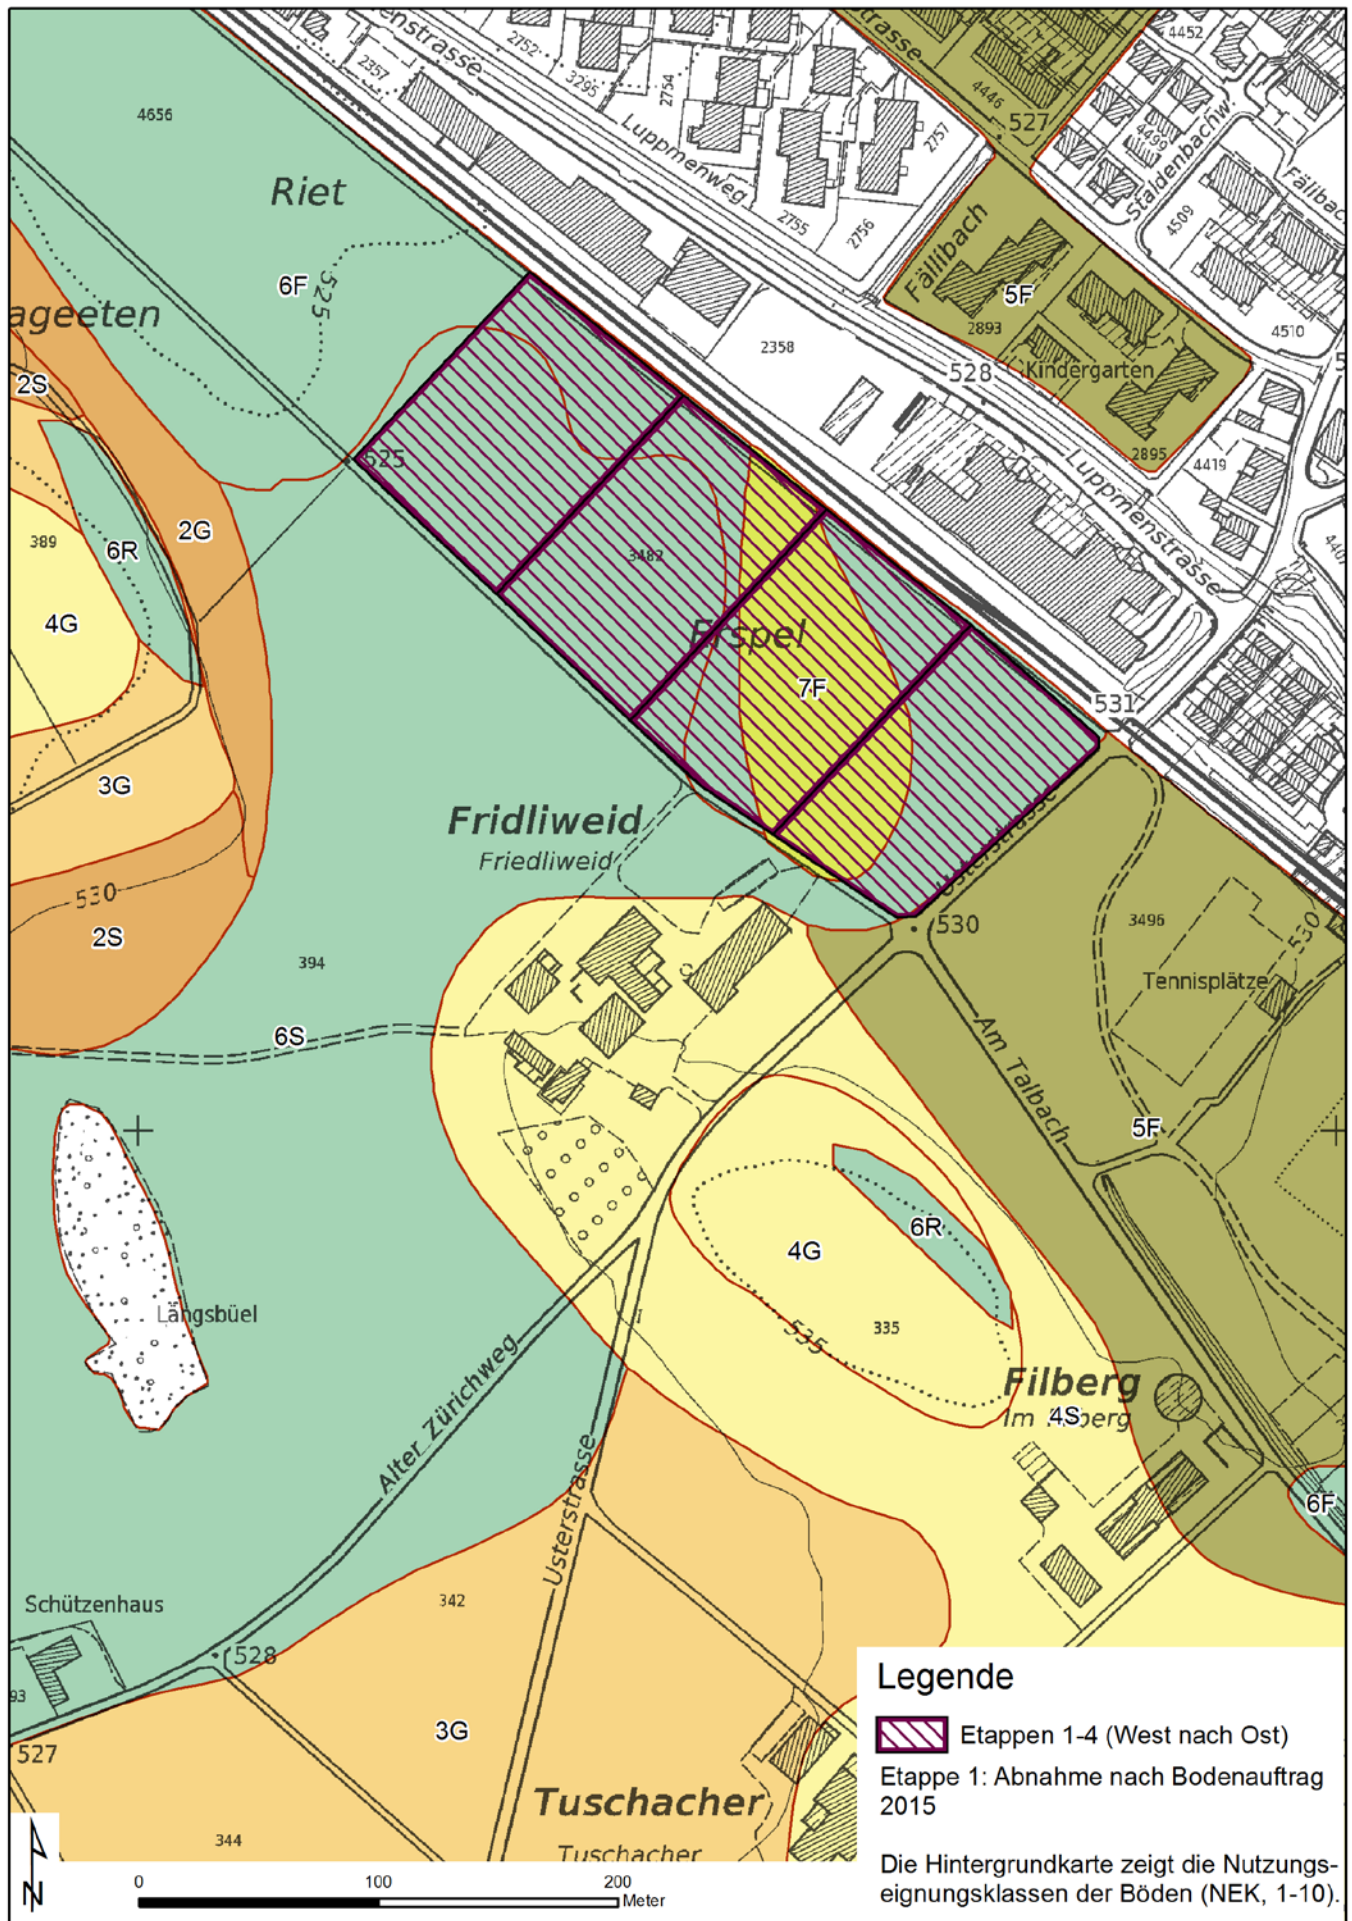 4656
Riet
6F
525
ageeten
2S
2357
2752
3295
2754
Luppmenweg
2755
2756
2757
4446
527
4452
4499
Staldenbachw.
4509
4510
Fällibach
5F
2893
Kindergarten
2895
528
2358
4419
Luppmenstrasse
525
3482
Erspel
7F
531
2G
6R
389
4G
3G
530
2S
Fridliweid
Friedliweid
394
6S
530
3496
530
Tennisplätze
Am Talbach
5F
4G
6R
535
335
Filberg
4S
6F
Längsbüel
Alter Zürichweg
Usterstrasse
Schützenhaus
528
93
527
342
3G
344
Tuschacher
Tuschacher
Legende
Etappen 1-4 (West nach Ost)
Etappe 1: Abnahme nach Bodenauftrag
2015
Die Hintergrundkarte zeigt die Nutzungs-
eignungsklassen der Böden (NEK, 1-10).
N
0 100 200
Meter